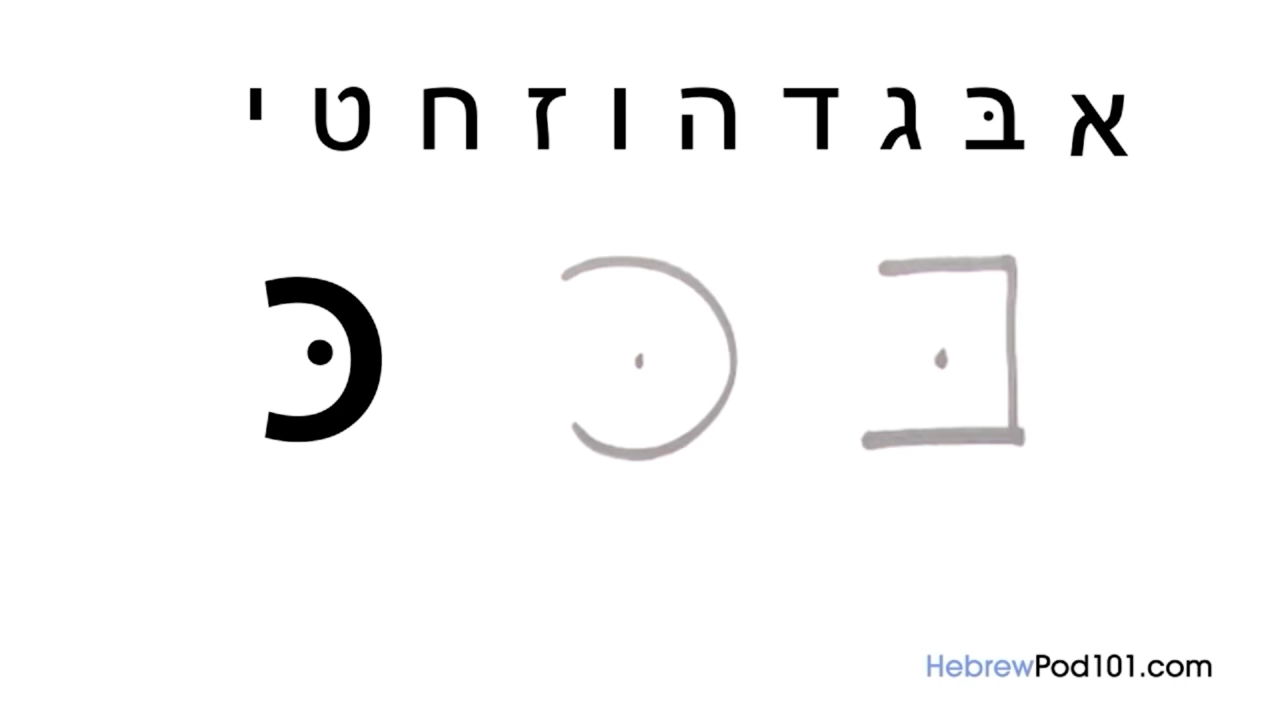 א בּ ג ד ה ו ז ח ט י
בּ כּ כּ
HebrewPod101.com